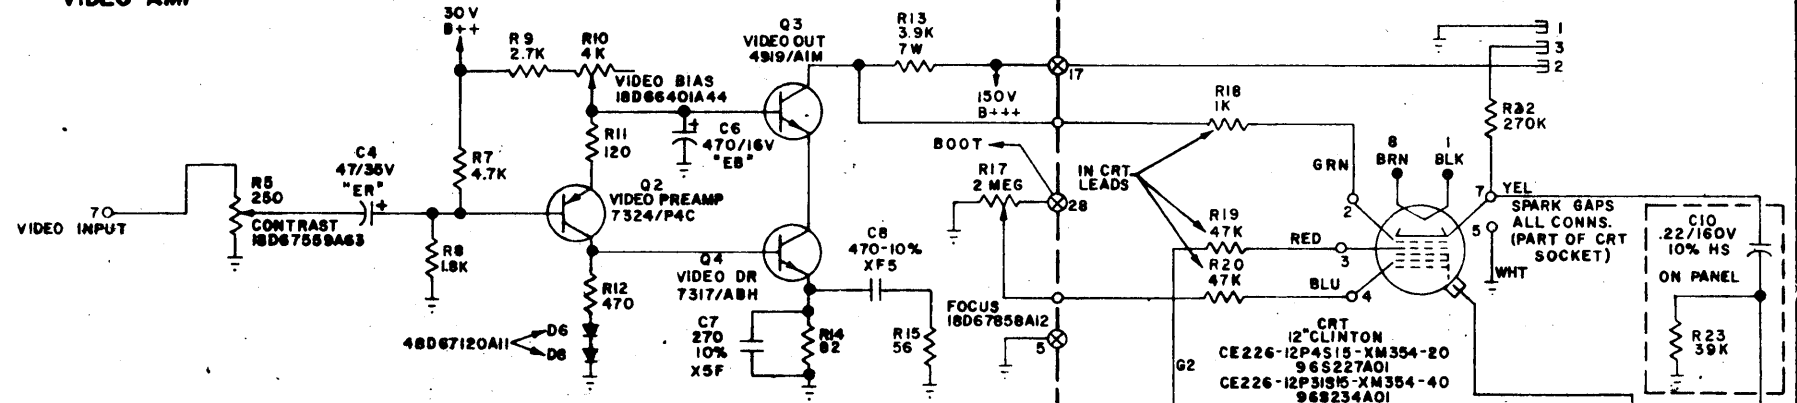 VIDEO AMP
30V
B++
R9
2.7K
R10
4K
VIDEO BIAS
18D66401A44
Q3
VIDEO OUT
4919/A1M
R13
3.9K
7W
17
150V
B+++
1
3
2
R18
1K
R22
270K
C6
470/16V
"EB"
R11
120
R7
4.7K
C4
47/35V
"ER"
+
+
R5
250
CONTRAST
18D67559A63
7
VIDEO INPUT
R8
1.8K
Q2
VIDEO PREAMP
7324/P4C
BOOT
R17
2 MEG
28
IN CRT
LEADS
GRN
8
BRN
1
BLK
2
7
YEL
SPARK GAPS
ALL CONNS.
(PART OF CRT
SOCKET)
5
WHT
C10
.22/160V
10% HS
ON PANEL
R23
39K
R19
47K
RED
3
R20
47K
BLU
4
Q4
VIDEO DR
7317/ABH
C8
470-10%
XF5
R12
470
48D67120A11
D6
D8
C7
270
10%
X5F
R14
82
R15
56
FOCUS
18D67858A12
5
G2
CRT
12" CLINTON
CE226-12P4S15-XM354-20
96S227A01
CE226-12P31S15-XM354-40
96S234A01